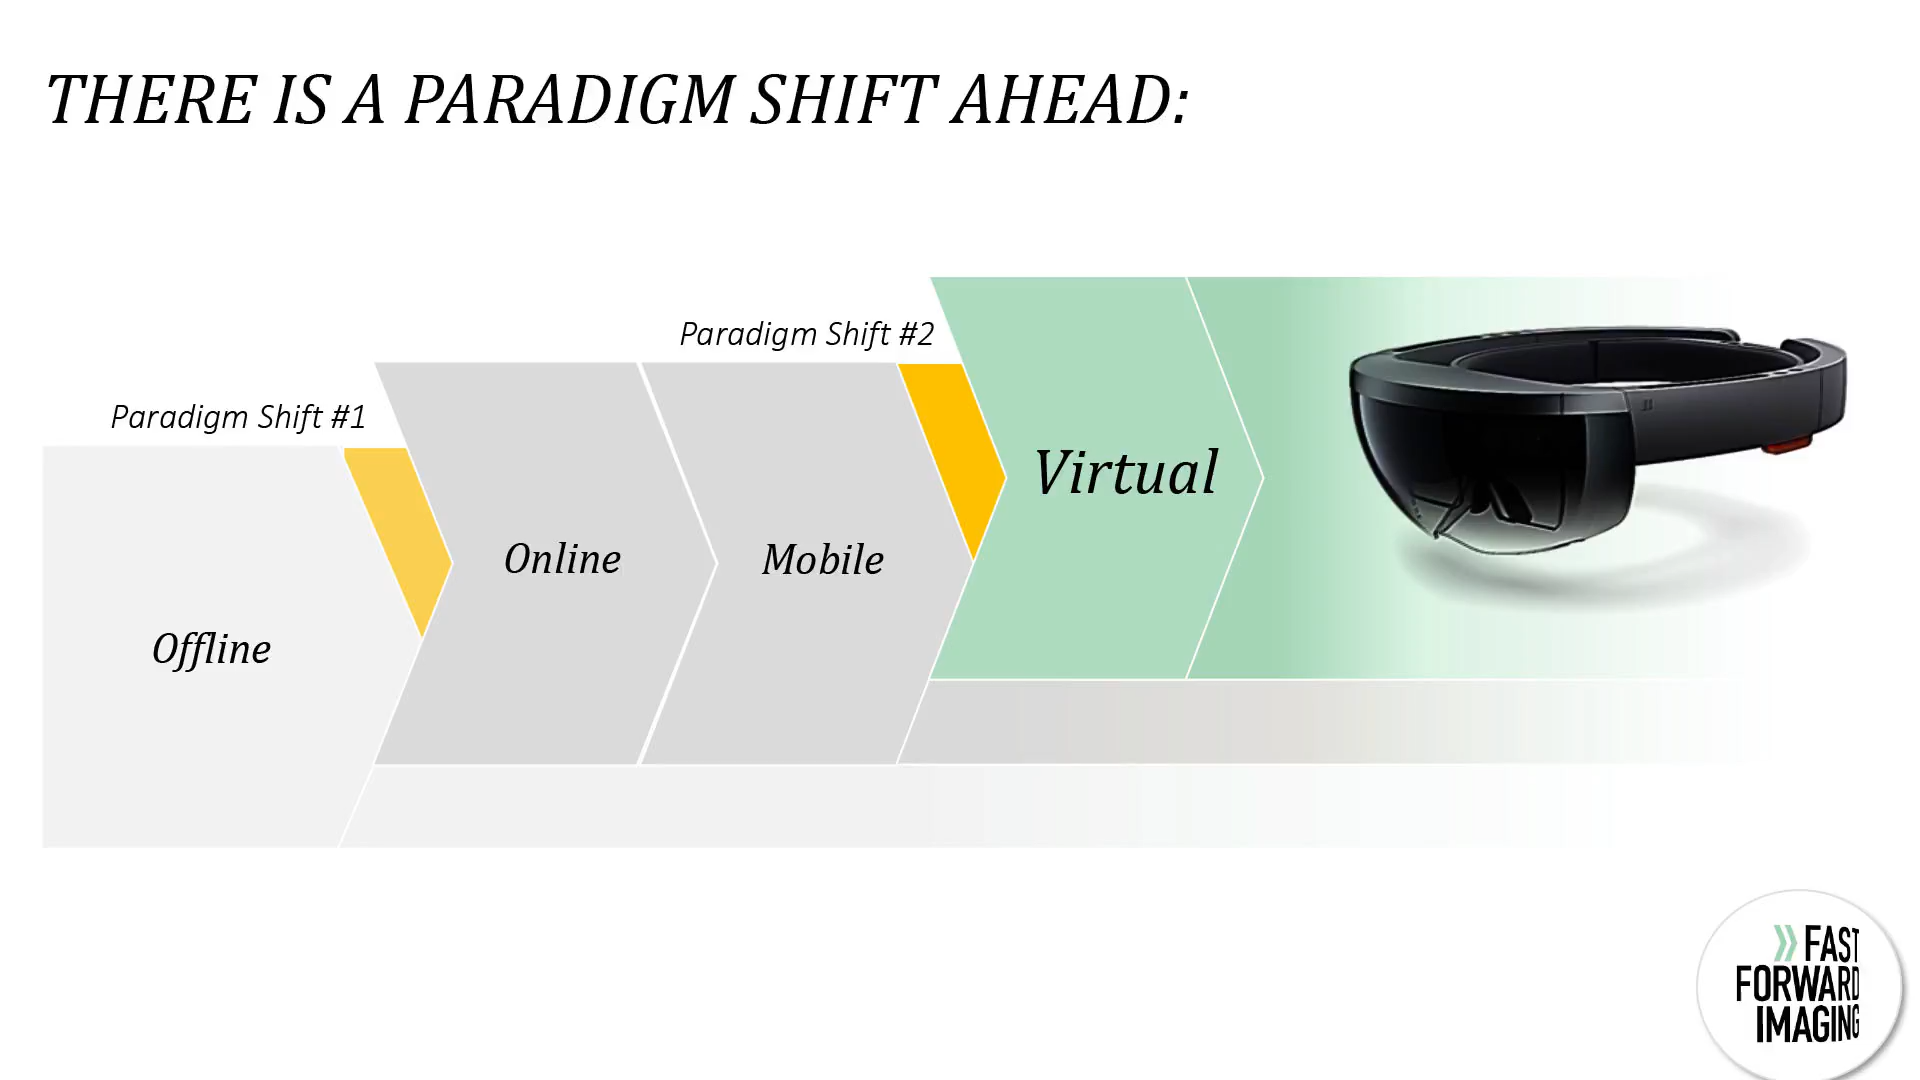 THERE IS A PARADIGM SHIFT AHEAD:
Paradigm Shift #2
Paradigm Shift #1
Virtual
Online
Mobile
Offline
FAST
FORWARD
IMAGING